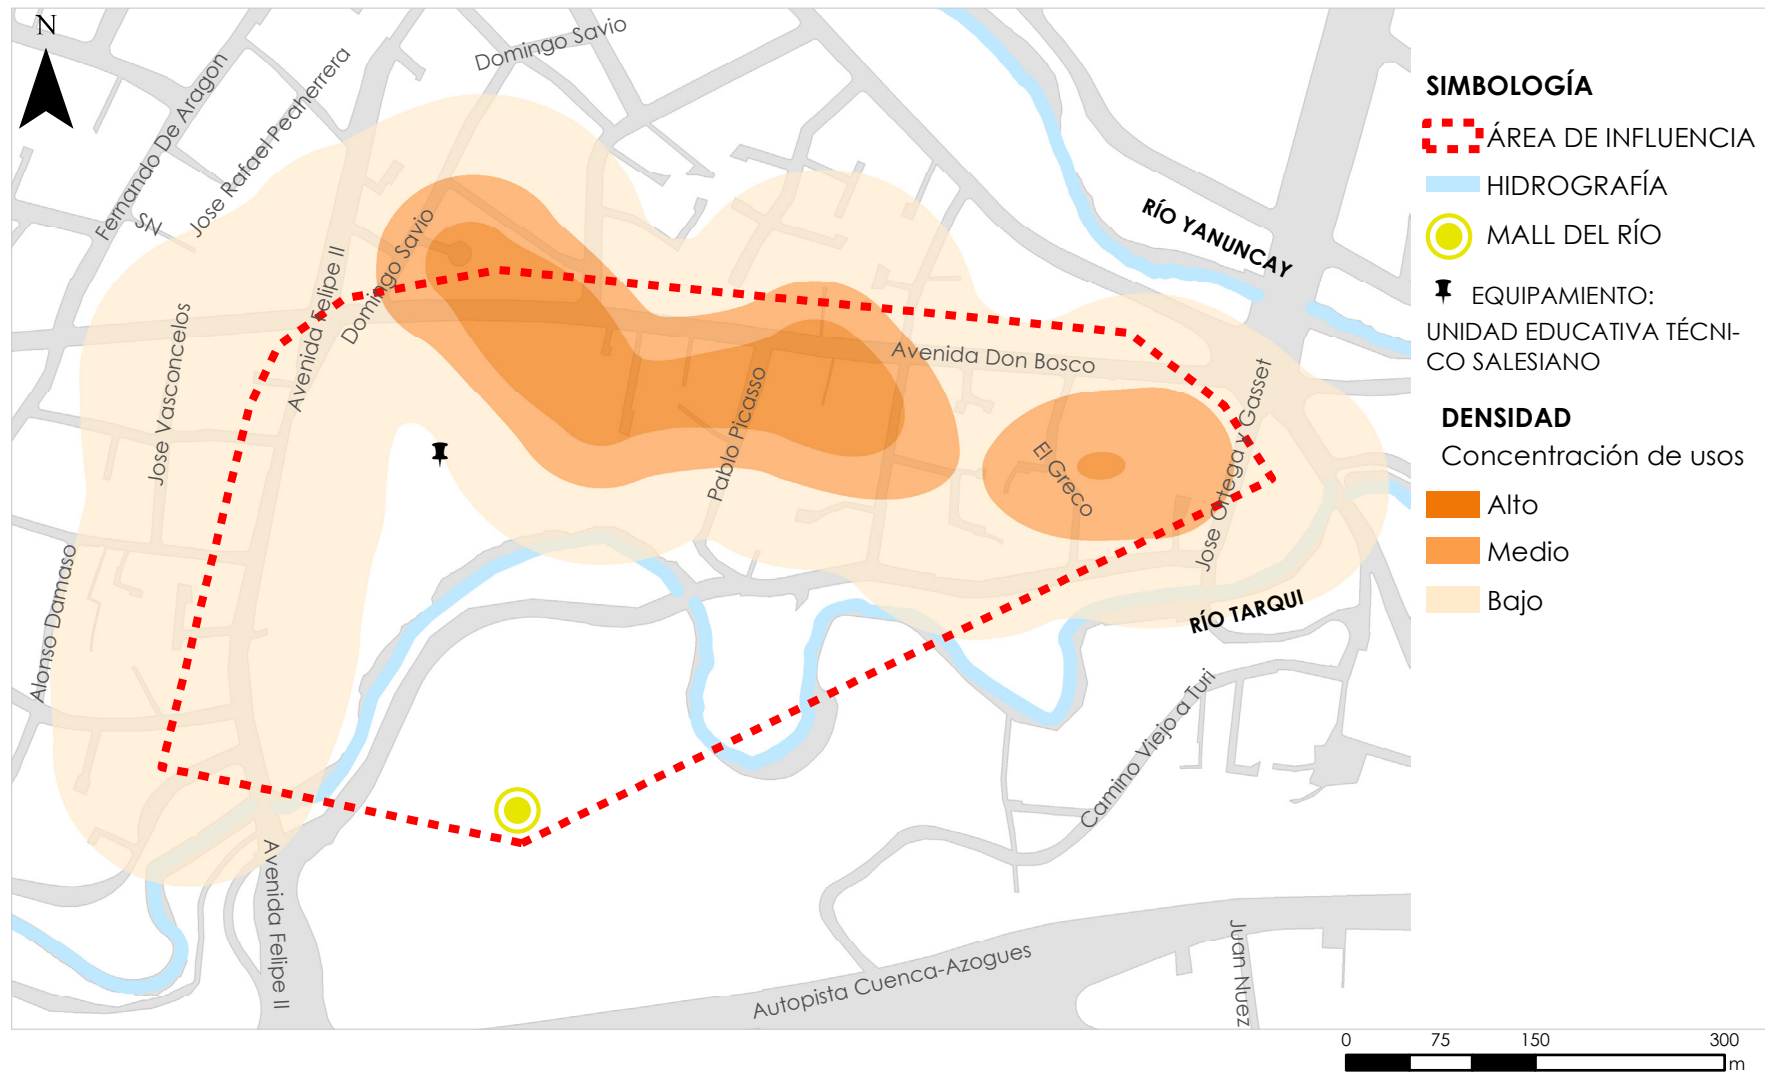 N
Domingo Savio
Fernando De Aragon
Jose Rafael Peaherrera
SN
Avenida Felipe II
Domingo Savio
Jose Vasconcelos
RÍO YANUNCAY
Avenida Don Bosco
Pablo Picasso
El Greco
Jose Ortega Y Gasset
Alonso Damaso
RÍO TARQUI
Camino Viejo a Turi
Avenida Felipe II
Autopista Cuenca-Azogues
Juan Nuez
SIMBOLOGÍA
ÁREA DE INFLUENCIA
HIDROGRAFÍA
MALL DEL RÍO
EQUIPAMIENTO:
UNIDAD EDUCATIVA TÉCNI-
CO SALESIANO
DENSIDAD
Concentración de usos
Alto
Medio
Bajo
0 75 150 300
m